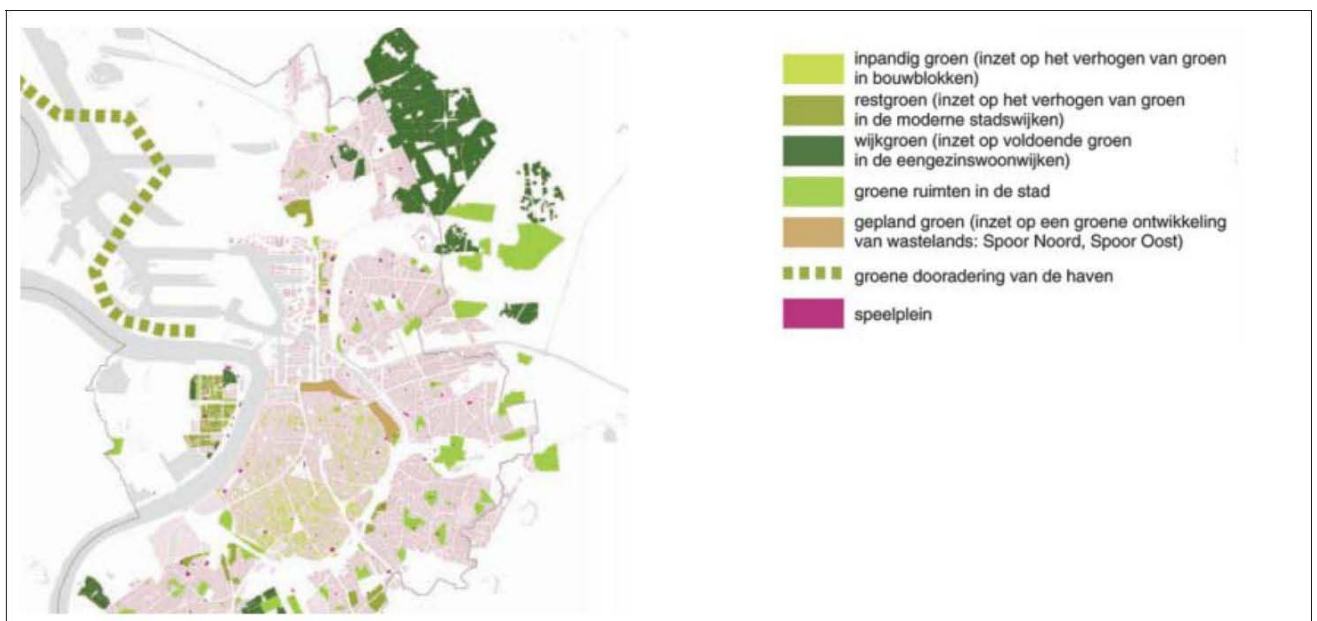 inpandig groen (inzet op het verhogen van groen
in bouwblokken)
restgroen (inzet op het verhogen van groen
in de moderne stadswijken)
wijkgroen (inzet op voldoende groen
in de eengezinswoonwijken)
groene ruimten in de stad
gepland groen (inzet op een groene ontwikkeling
van wastelands: Spoor Noord, Spoor Oost)
groene dooradering van de haven
speelplein